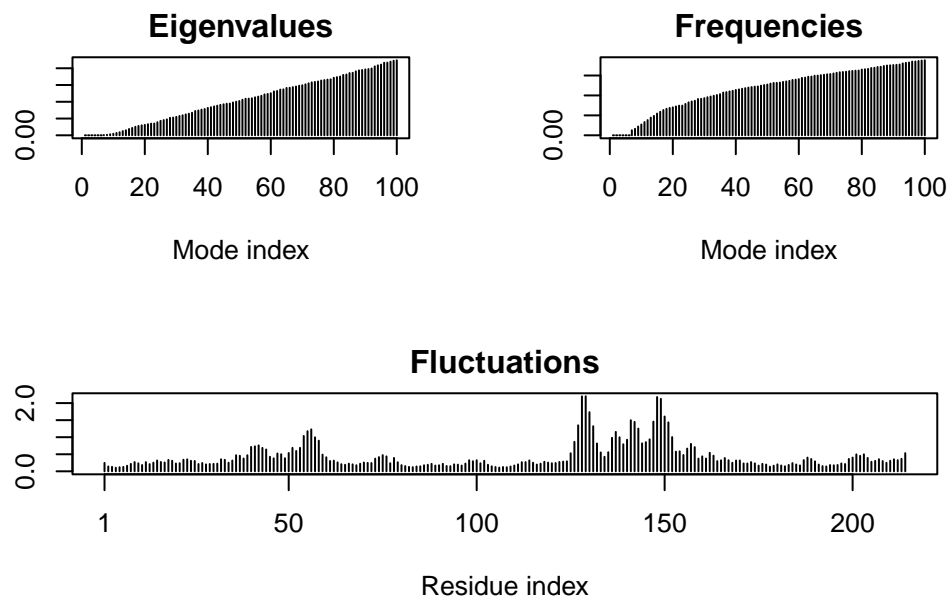 Eigenvalues
0.00
0 20 40 60 80 100
Mode index
Frequencies
0.00
0 20 40 60 80 100
Mode index
Fluctuations
2.0
0.0
1 50 100 150 200
Residue index